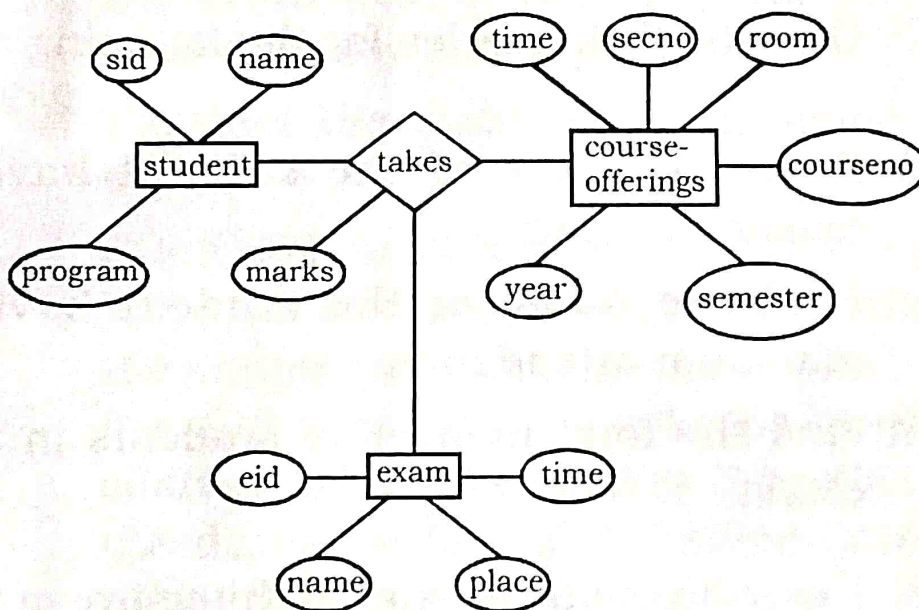 time
secno
room
sid
name
student
takes
course-
offerings
courseno
program
marks
year
semester
eid
exam
time
name
place